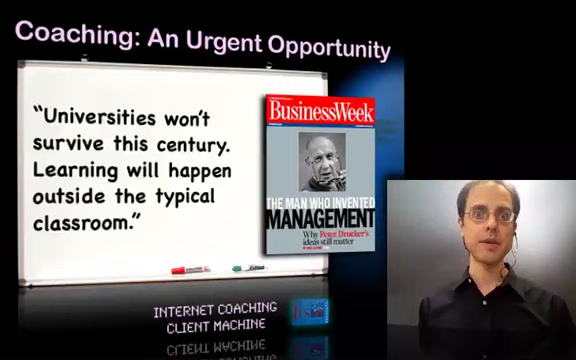 Coaching: An Urgent Opportunity
“Universities won’t
survive this century.
Learning will happen
outside the typical
classroom.”
BusinessWeek
THE MAN WHO INVENTED
MANAGEMENT
Why Peter Drucker's
ideas still matter
INTERNET COACHING
CLIENT MACHINE